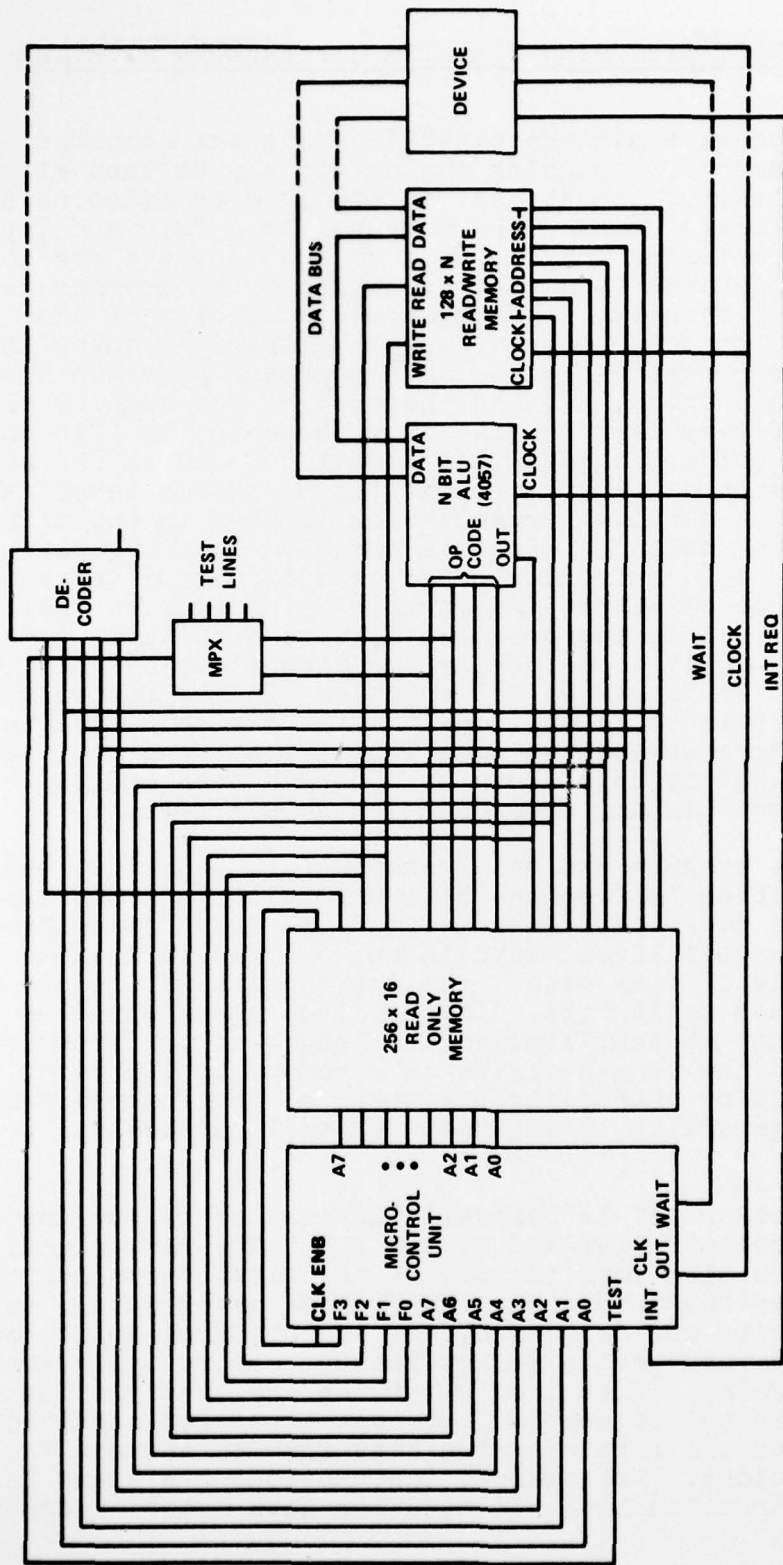 DE-
CODER
TEST
LINES
MPX
DATA BUS
DEVICE
DATA
N BIT
ALU
(4057)
OP
CODE
OUT
CLOCK
WRITE READ DATA
128 x N
READ/WRITE
MEMORY
CLOCK ADDRESS
256 x 16
READ
ONLY
MEMORY
CLK ENB
F3
F2
F1
F0
A7
A6
A5
A4
A3
A2
A1
A0
TEST
INT
CLK
OUT
WAIT
MICRO-
CONTROL
UNIT
A7
A2
A1
A0
WAIT
CLOCK
INT REQ